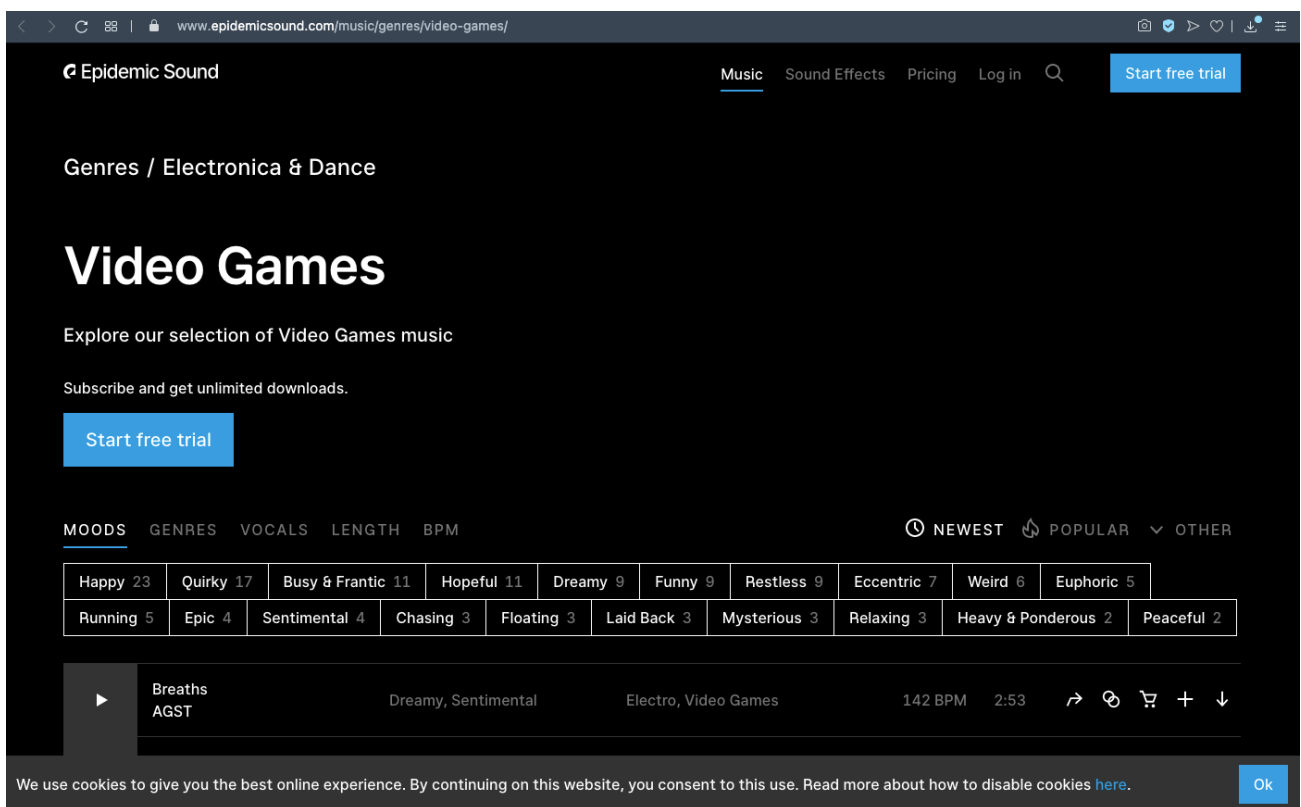 www.epidemicsound.com/music/genres/video-games/
Epidemic Sound
Music Sound Effects Pricing Log in Start free trial
Genres / Electronica & Dance
Video Games
Explore our selection of Video Games music
Subscribe and get unlimited downloads.
Start free trial
MOODS GENRES VOCALS LENGTH BPM NEWEST POPULAR OTHER
Happy 23 Quirky 17 Busy & Frantic 11 Hopeful 11 Dreamy 9 Funny 9 Restless 9 Eccentric 7 Weird 6 Euphoric 5
Running 5 Epic 4 Sentimental 4 Chasing 3 Floating 3 Laid Back 3 Mysterious 3 Relaxing 3 Heavy & Ponderous 2 Peaceful 2
Breaths
AGST
Dreamy, Sentimental Electro, Video Games 142 BPM 2:53
We use cookies to give you the best online experience. By continuing on this website, you consent to this use. Read more about how to disable cookies here. Ok